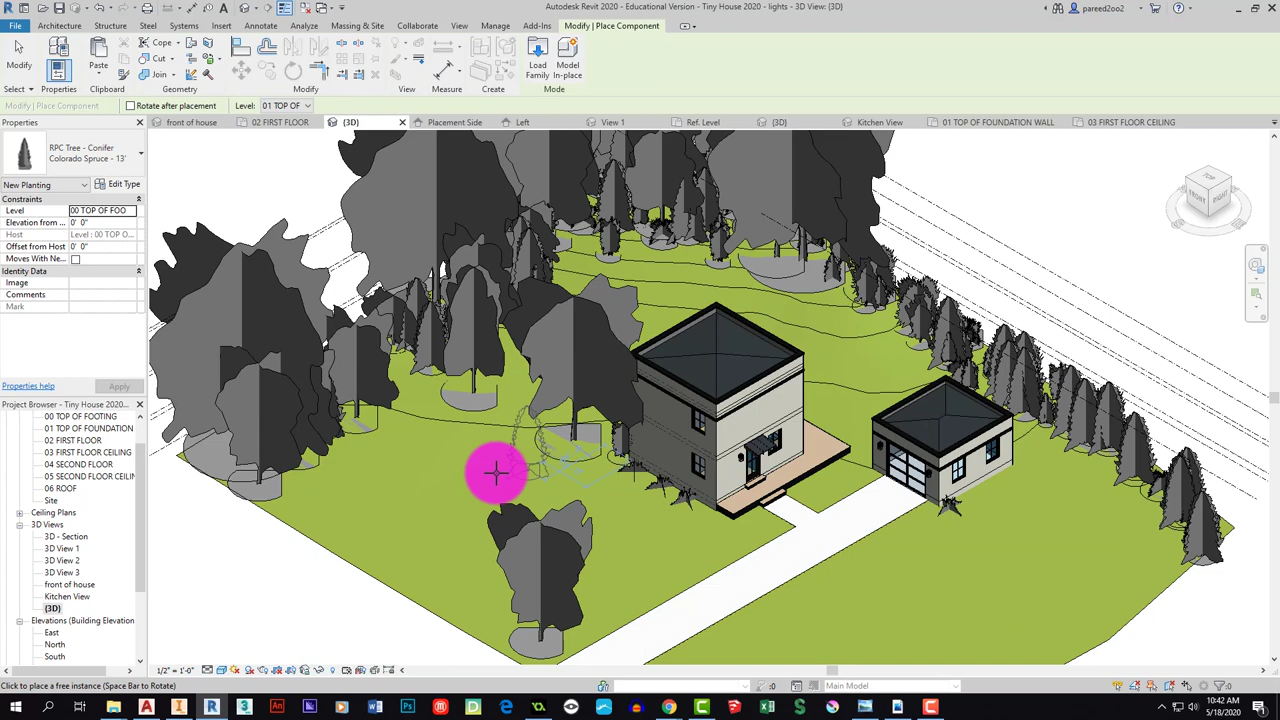 Autodesk Revit 2020 - Educational Version - Tiny House 2020 - lights - 3D View: {3D}
pareed2oo2
File Architecture Structure Steel Systems Insert Annotate Analyze Massing & Site Collaborate View Manage Add-Ins Modify | Place Component
Modify
Paste
Cope
Cut
Join
Load Family
Model In-place
Select Properties Clipboard Geometry Modify View Measure Create Mode
Modify | Place Component
Rotate after placement
Level: 01 TOP OF
Properties
front of house
02 FIRST FLOOR
{3D}
Placement Side
Left
View 1
Ref. Level
{3D}
Kitchen View
01 TOP OF FOUNDATION WALL
03 FIRST FLOOR CEILING
RPC Tree - Conifer
Colorado Spruce - 13'
New Planting
Edit Type
Constraints
Level 00 TOP OF FOO
Elevation from ... 0' 0"
Host Level : 00 TOP O...
Offset from Host 0' 0"
Moves With Ne...
Identity Data
Image
Comments
Mark
Properties help
Apply
Project Browser - Tiny House 2020...
00 TOP OF FOOTING
01 TOP OF FOUNDATION
02 FIRST FLOOR
03 FIRST FLOOR CEILING
04 SECOND FLOOR
05 SECOND FLOOR CEILIN
06 ROOF
Site
Ceiling Plans
3D Views
3D - Section
3D View 1
3D View 2
3D View 3
front of house
Kitchen View
{3D}
Elevations (Building Elevation
East
North
South
TOP
FRONT
RIGHT
1/2" = 1'-0"
Click to place a free instance (Space Bar to Rotate)
:0
Main Model
:0
10:42 AM
5/18/2020